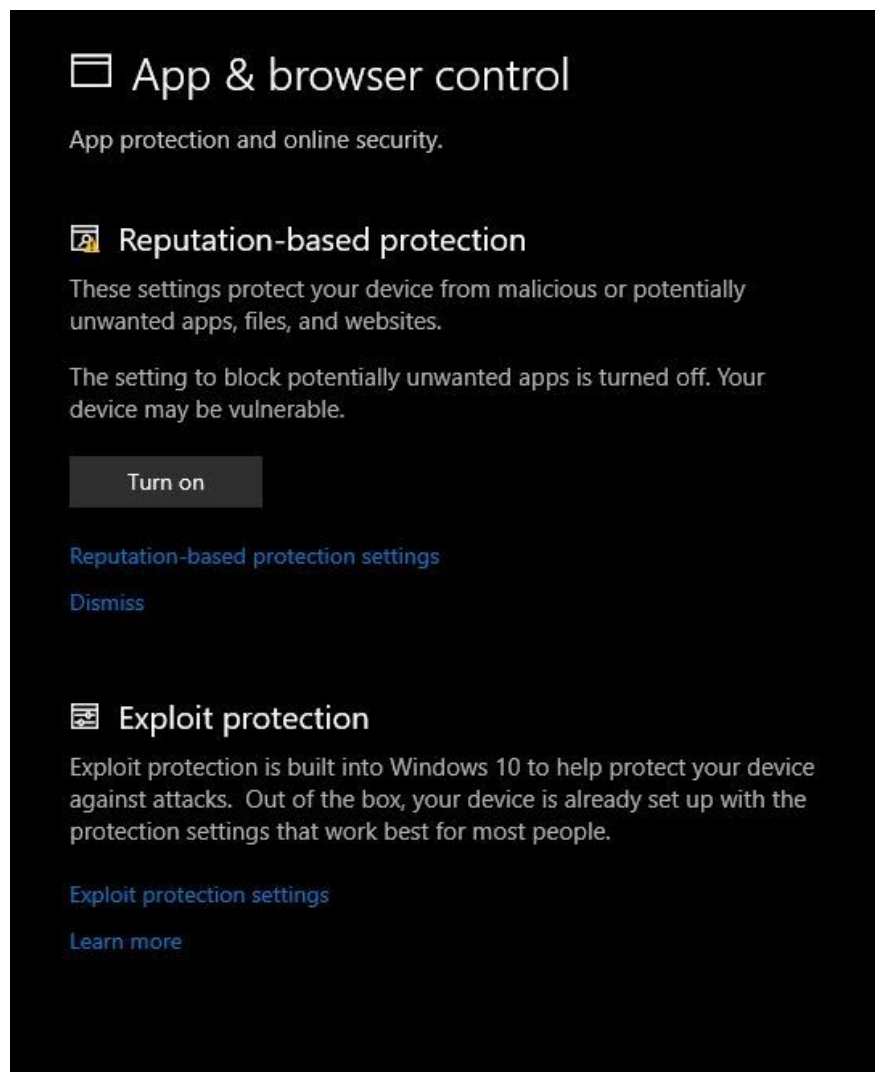 App & browser control
App protection and online security.
Reputation-based protection
These settings protect your device from malicious or potentially
unwanted apps, files, and websites.
The setting to block potentially unwanted apps is turned off. Your
device may be vulnerable.
Turn on
Reputation-based protection settings
Dismiss
Exploit protection
Exploit protection is built into Windows 10 to help protect your device
against attacks.  Out of the box, your device is already set up with the
protection settings that work best for most people.
Exploit protection settings
Learn more